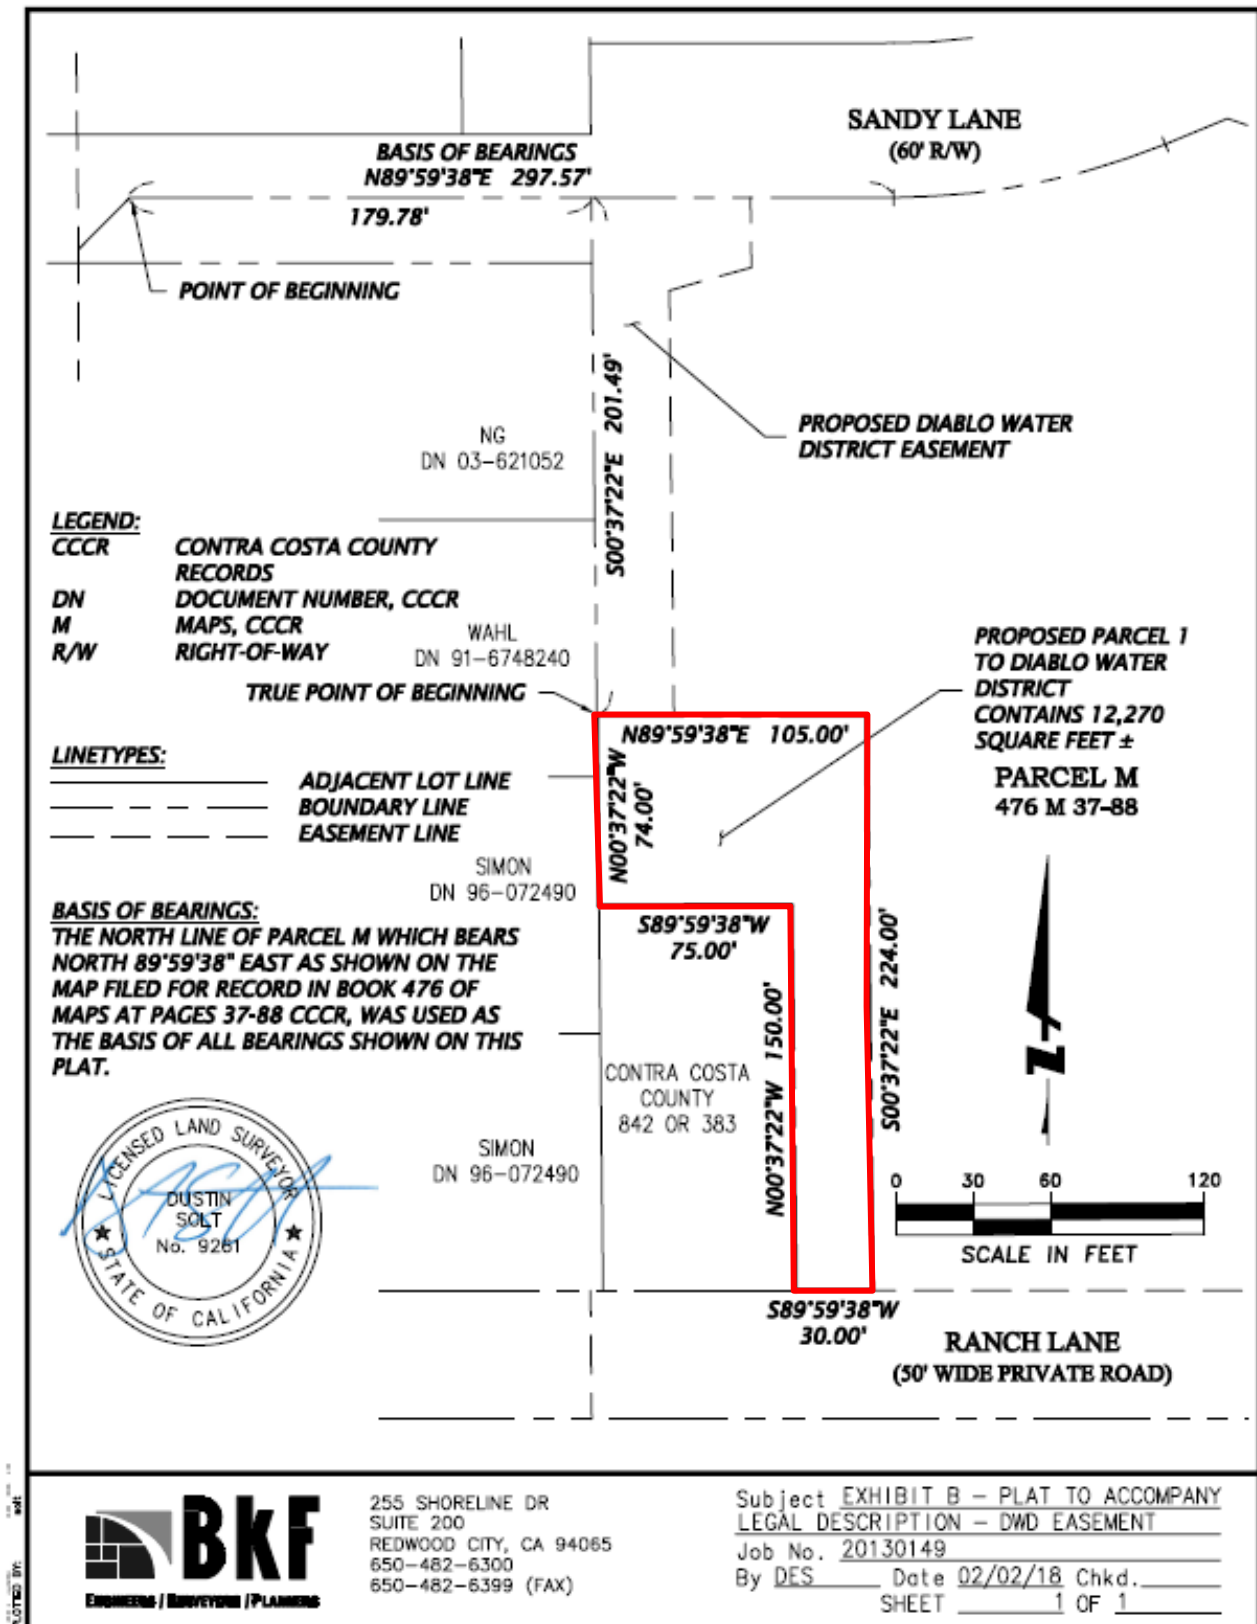 SANDY LANE
(60' R/W)
BASIS OF BEARINGS
N89°59'38"E 297.57'
179.78'
POINT OF BEGINNING
S00°37'22"E 201.49'
PROPOSED DIABLO WATER
DISTRICT EASEMENT
NG
DN 03-621052
LEGEND:
CCCR CONTRA COSTA COUNTY
RECORDS
DN DOCUMENT NUMBER, CCCR
M MAPS, CCCR
R/W RIGHT-OF-WAY
WAHL
DN 91-6748240
TRUE POINT OF BEGINNING
PROPOSED PARCEL 1
TO DIABLO WATER
DISTRICT
CONTAINS 12,270
SQUARE FEET ±
PARCEL M
476 M 37-88
N89°59'38"E 105.00'
N00°37'22"W
74.00'
LINETYPES:
ADJACENT LOT LINE
BOUNDARY LINE
EASEMENT LINE
SIMON
DN 96-072490
S89°59'38"W
75.00'
S00°37'22"E 224.00'
N00°37'22"W 150.00'
BASIS OF BEARINGS:
THE NORTH LINE OF PARCEL M WHICH BEARS
NORTH 89°59'38" EAST AS SHOWN ON THE
MAP FILED FOR RECORD IN BOOK 476 OF
MAPS AT PAGES 37-88 CCCR, WAS USED AS
THE BASIS OF ALL BEARINGS SHOWN ON THIS
PLAT.
CONTRA COSTA
COUNTY
842 OR 383
SIMON
DN 96-072490
LICENSED LAND SURVEYOR
DUSTIN
SOLT
No. 9261
STATE OF CALIFORNIA
Z
0 30 60 120
SCALE IN FEET
S89°59'38"W
30.00'
RANCH LANE
(50' WIDE PRIVATE ROAD)
BKF
ENGINEERS / SURVEYORS / PLANNERS
255 SHORELINE DR
SUITE 200
REDWOOD CITY, CA 94065
650-482-6300
650-482-6399 (FAX)
Subject EXHIBIT B – PLAT TO ACCOMPANY
LEGAL DESCRIPTION – DWD EASEMENT
Job No. 20130149
By DES Date 02/02/18 Chkd.
SHEET 1 OF 1
PLOTTED BY: solt